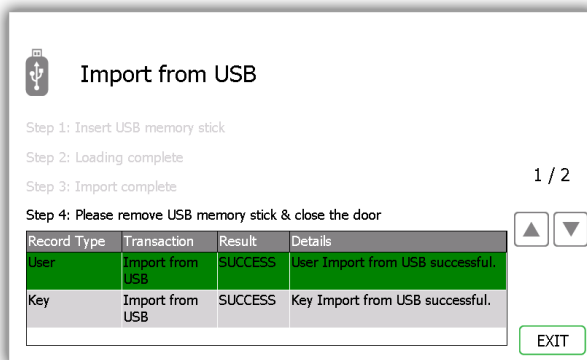 Import from USB
Step 1: Insert USB memory stick
Step 2: Loading complete
Step 3: Import complete
1 / 2
Step 4: Please remove USB memory stick & close the door
Record Type Transaction Result Details
User Import from USB SUCCESS User Import from USB successful.
Key Import from USB SUCCESS Key Import from USB successful.
EXIT